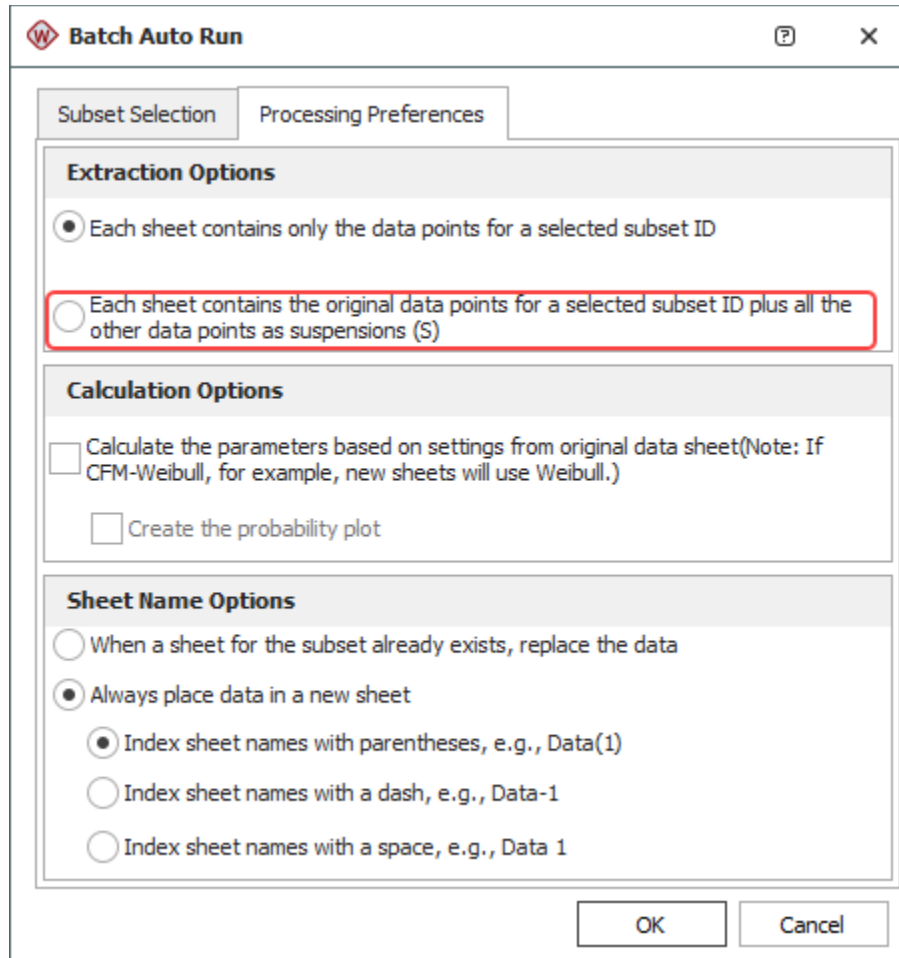 W Batch Auto Run
Subset Selection Processing Preferences
Extraction Options
Each sheet contains only the data points for a selected subset ID
Each sheet contains the original data points for a selected subset ID plus all the
other data points as suspensions (S)
Calculation Options
Calculate the parameters based on settings from original data sheet(Note: If
CFM-Weibull, for example, new sheets will use Weibull.)
Create the probability plot
Sheet Name Options
When a sheet for the subset already exists, replace the data
Always place data in a new sheet
Index sheet names with parentheses, e.g., Data(1)
Index sheet names with a dash, e.g., Data-1
Index sheet names with a space, e.g., Data 1
OK Cancel